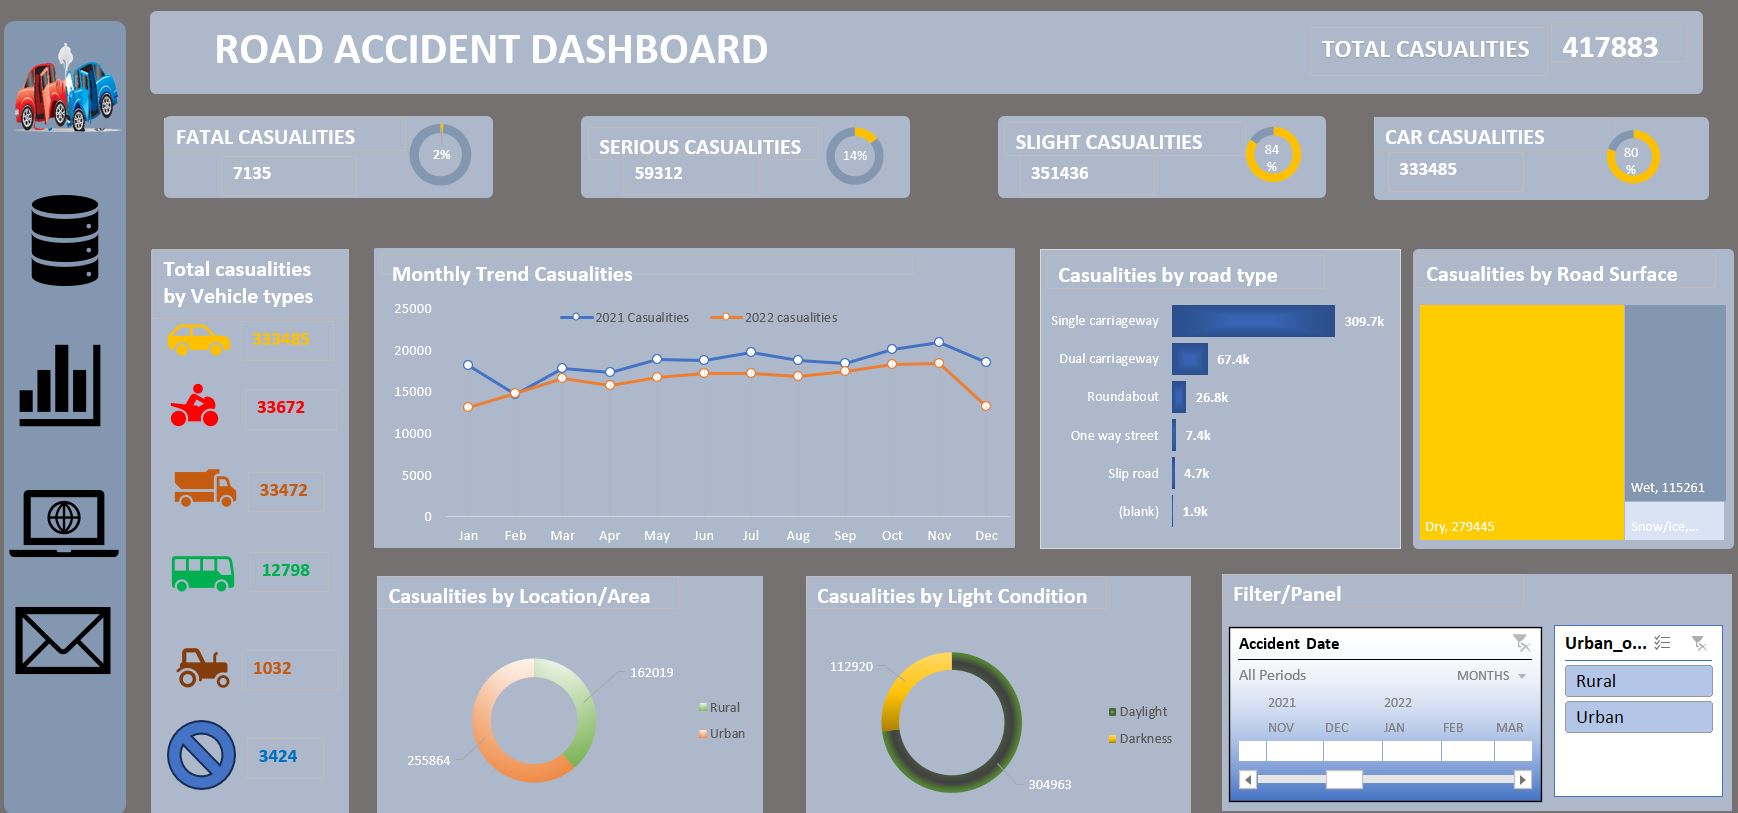 ROAD ACCIDENT DASHBOARD
TOTAL CASUALITIES 417883
FATAL CASUALITIES
7135
2%
SERIOUS CASUALITIES
59312
14%
SLIGHT CASUALITIES
351436
84
%
CAR CASUALITIES
333485
80
%
Total casualities
by Vehicle types
333485
33672
33472
12798
1032
3424
Monthly Trend Casualities
2021 Casualities 2022 casualities
25000
20000
15000
10000
5000
0
Jan Feb Mar Apr May Jun Jul Aug Sep Oct Nov Dec
Casualities by road type
Single carriageway 309.7k
Dual carriageway 67.4k
Roundabout 26.8k
One way street 7.4k
Slip road 4.7k
(blank) 1.9k
Casualities by Road Surface
Wet, 115261
Dry, 279445
Snow/Ice,...
Casualities by Location/Area
162019
Rural
Urban
255864
Casualities by Light Condition
112920
Daylight
Darkness
304963
Filter/Panel
Accident Date
All Periods MONTHS
2021 2022
NOV DEC JAN FEB MAR
Urban_o...
Rural
Urban